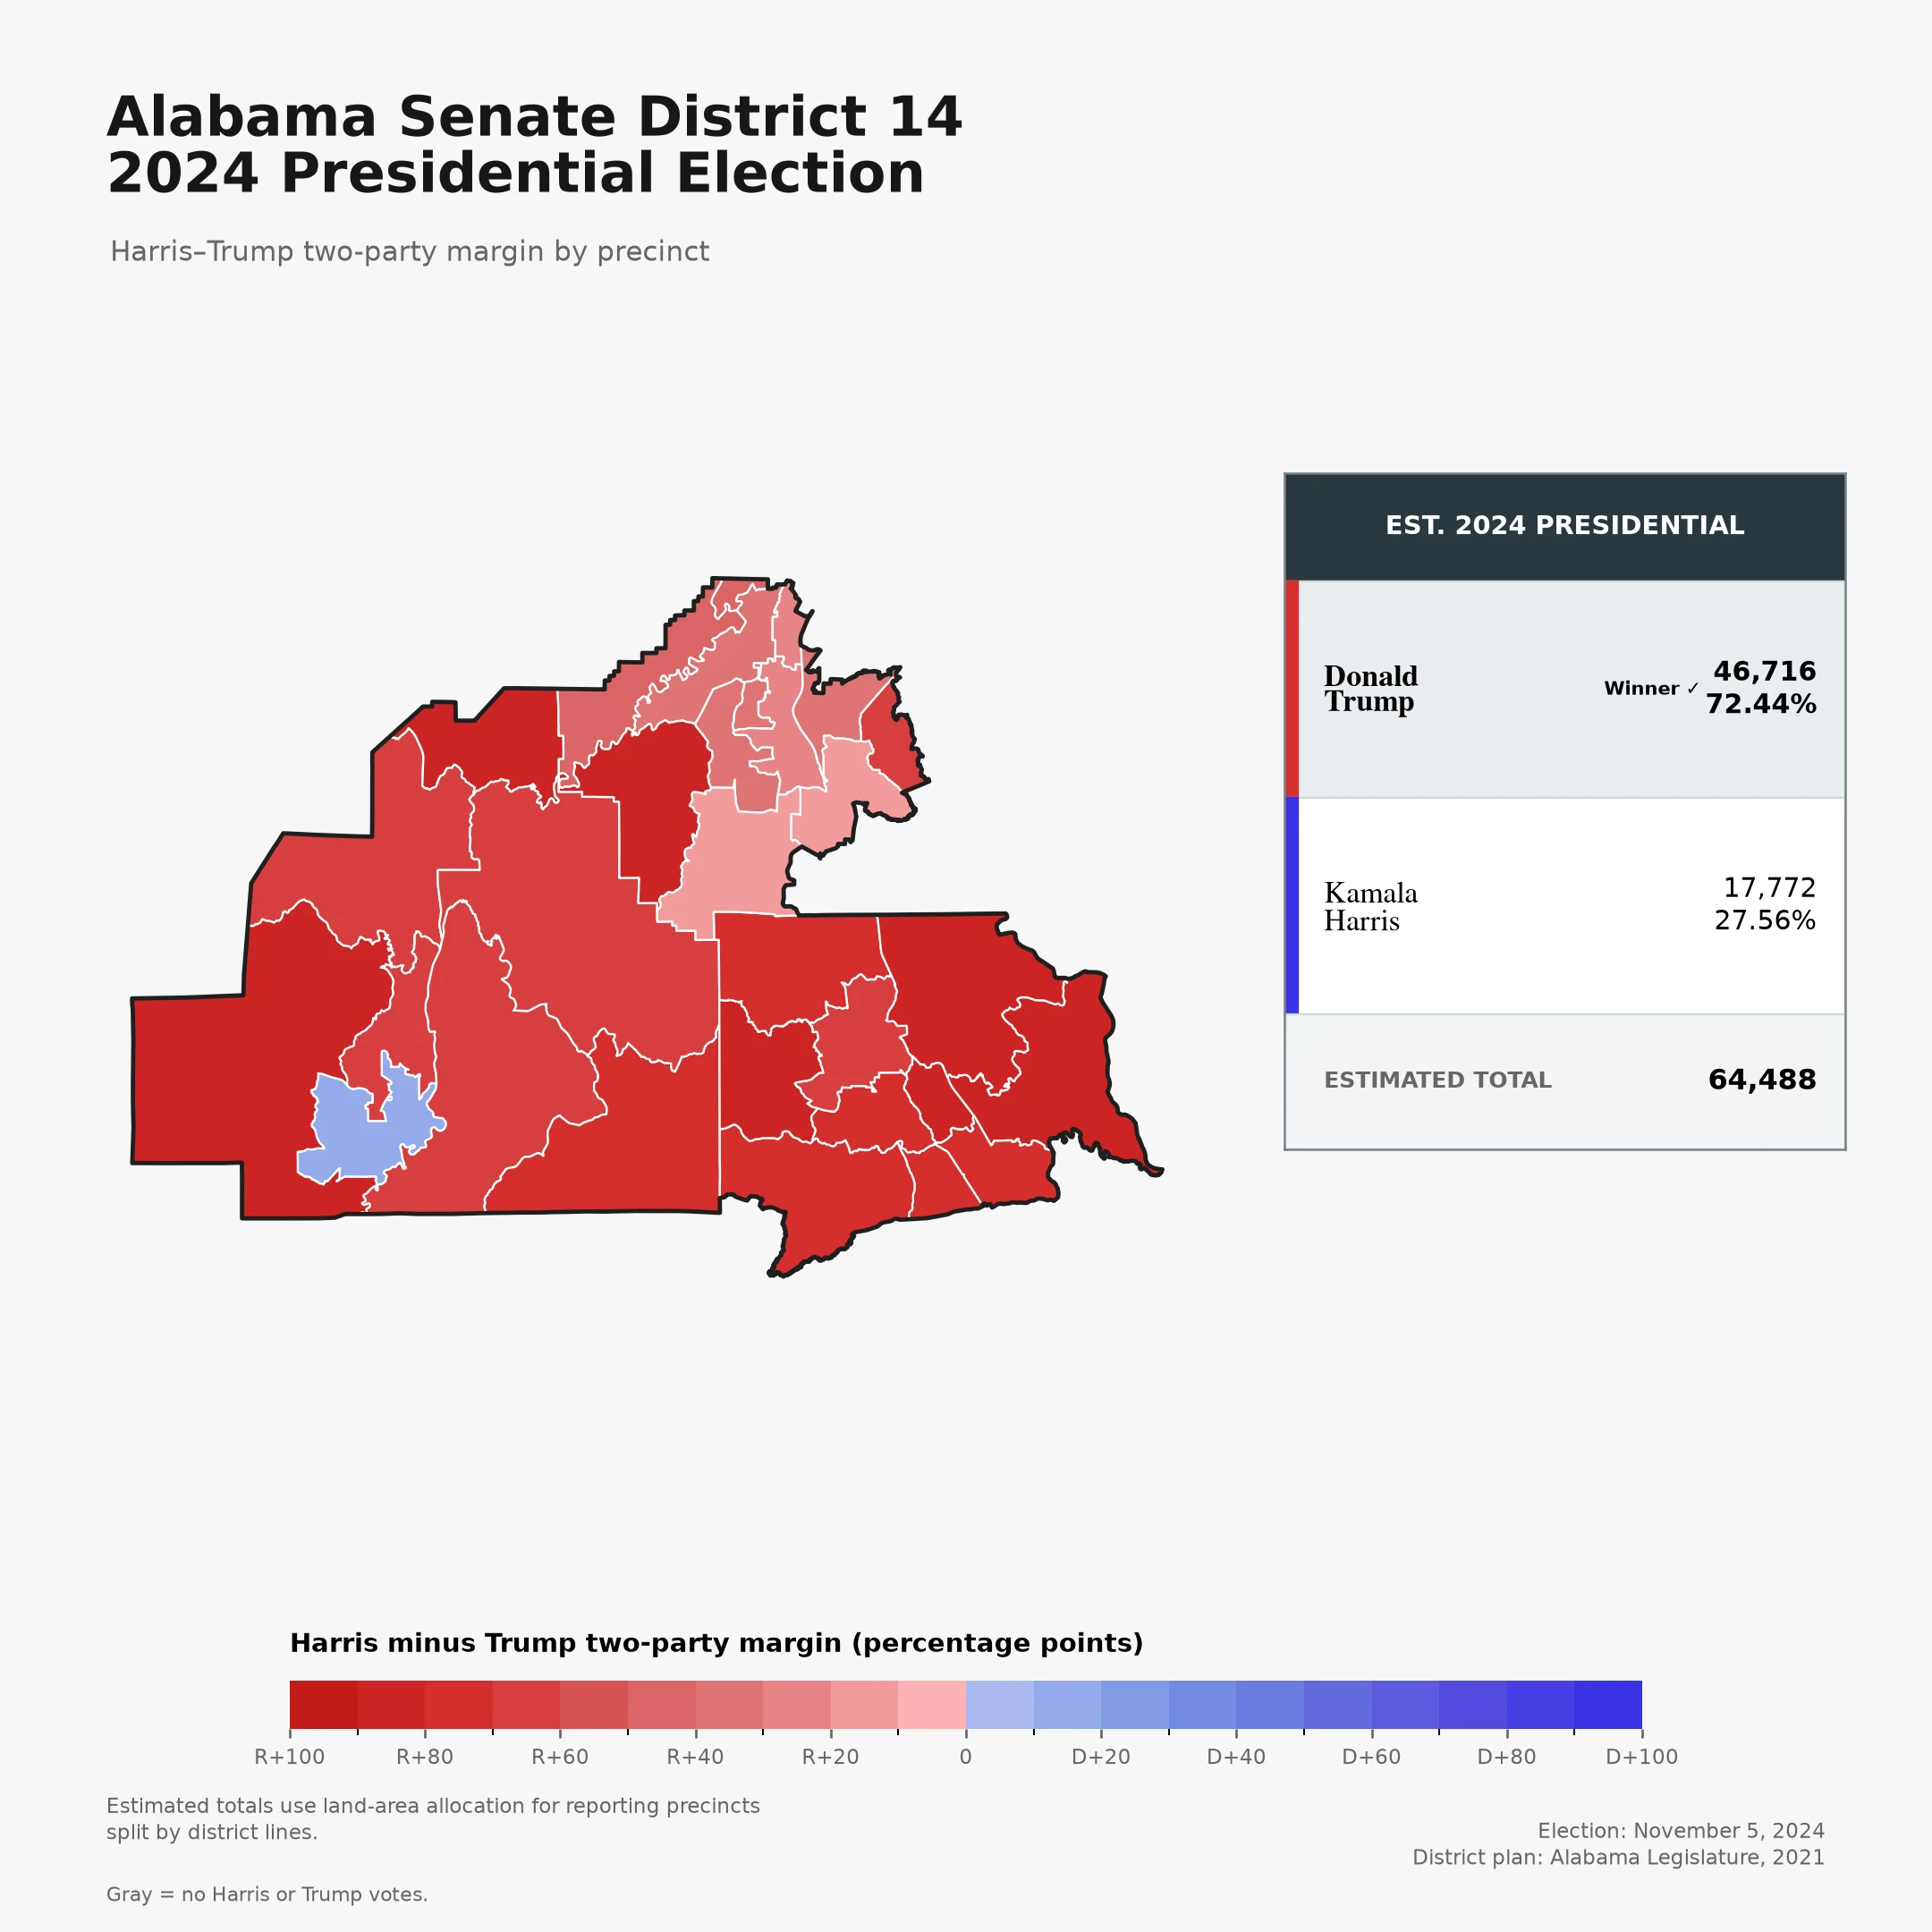 Alabama Senate District 14
2024 Presidential Election
Harris–Trump two-party margin by precinct
EST. 2024 PRESIDENTIAL
Donald
Trump
Winner ✓
46,716
72.44%
Kamala
Harris
17,772
27.56%
ESTIMATED TOTAL
64,488
Harris minus Trump two-party margin (percentage points)
R+100 R+80 R+60 R+40 R+20 0 D+20 D+40 D+60 D+80 D+100
Estimated totals use land-area allocation for reporting precincts
split by district lines.
Gray = no Harris or Trump votes.
Election: November 5, 2024
District plan: Alabama Legislature, 2021